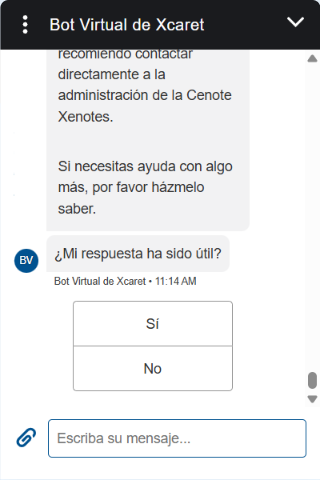 Bot Virtual de Xcaret
recomiendo contactar
directamente a la
administración de la Cenote
Xenotes.
Si necesitas ayuda con algo
más, por favor házmelo
saber.
BV
¿Mi respuesta ha sido útil?
Bot Virtual de Xcaret • 11:14 AM
Sí
No
Escriba su mensaje...